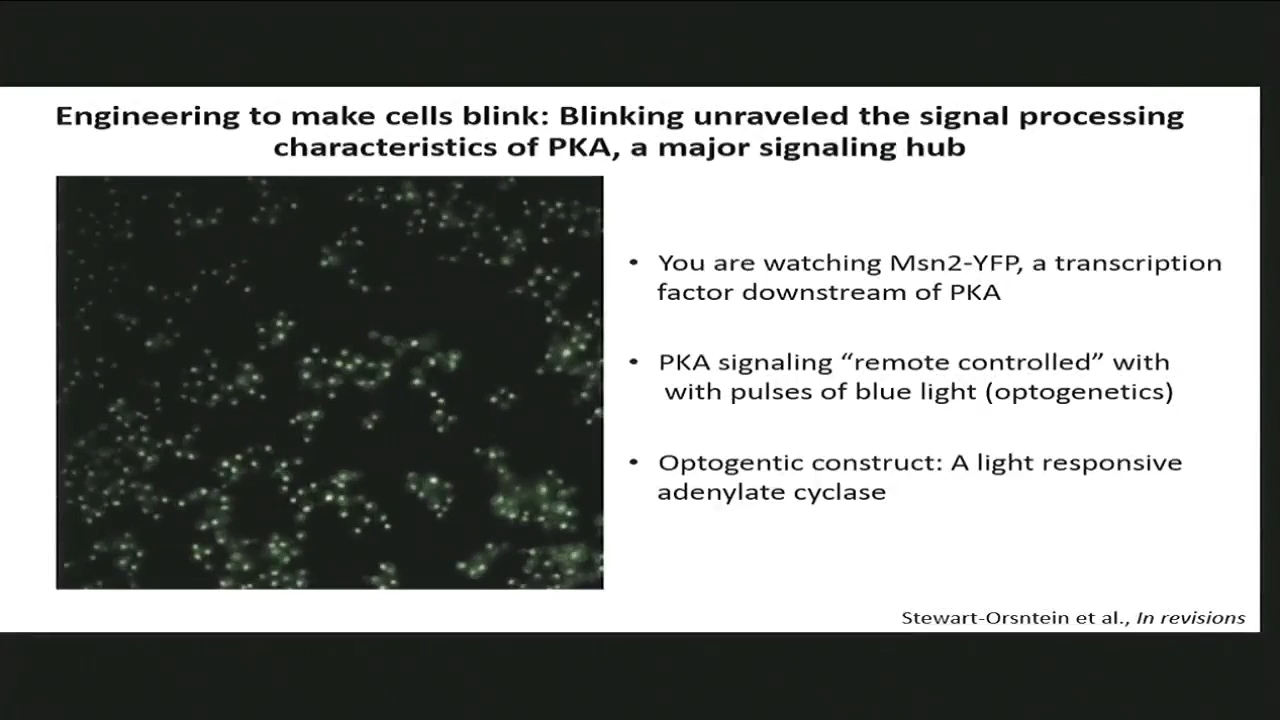 Engineering to make cells blink: Blinking unraveled the signal processing
characteristics of PKA, a major signaling hub
• You are watching Msn2-YFP, a transcription
factor downstream of PKA
• PKA signaling “remote controlled” with
with pulses of blue light (optogenetics)
• Optogentic construct: A light responsive
adenylate cyclase
Stewart-Orsntein et al., In revisions